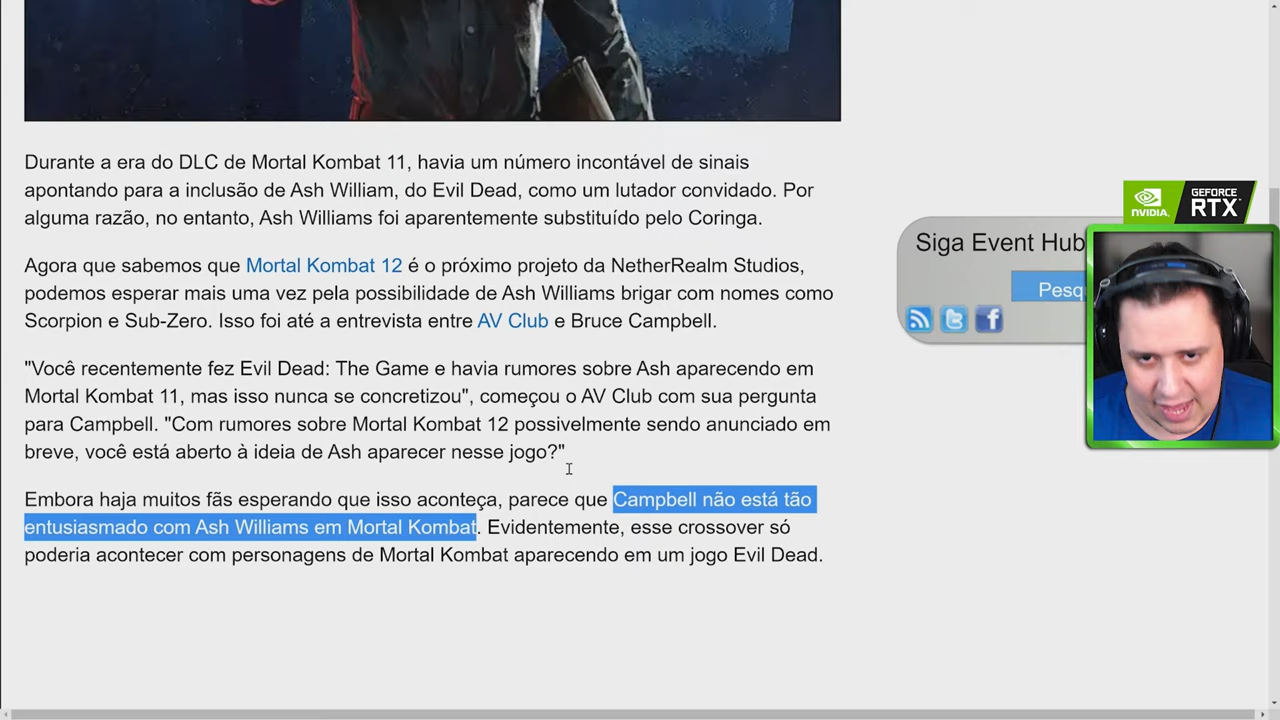 Durante a era do DLC de Mortal Kombat 11, havia um número incontável de sinais
apontando para a inclusão de Ash William, do Evil Dead, como um lutador convidado. Por
alguma razão, no entanto, Ash Williams foi aparentemente substituído pelo Coringa.
Agora que sabemos que Mortal Kombat 12 é o próximo projeto da NetherRealm Studios,
podemos esperar mais uma vez pela possibilidade de Ash Williams brigar com nomes como
Scorpion e Sub-Zero. Isso foi até a entrevista entre AV Club e Bruce Campbell.
"Você recentemente fez Evil Dead: The Game e havia rumores sobre Ash aparecendo em
Mortal Kombat 11, mas isso nunca se concretizou", começou o AV Club com sua pergunta
para Campbell. "Com rumores sobre Mortal Kombat 12 possivelmente sendo anunciado em
breve, você está aberto à ideia de Ash aparecer nesse jogo?"
Embora haja muitos fãs esperando que isso aconteça, parece que Campbell não está tão
entusiasmado com Ash Williams em Mortal Kombat. Evidentemente, esse crossover só
poderia acontecer com personagens de Mortal Kombat aparecendo em um jogo Evil Dead.
NVIDIA.
GEFORCE
RTX
Siga Event Hub
Pesq